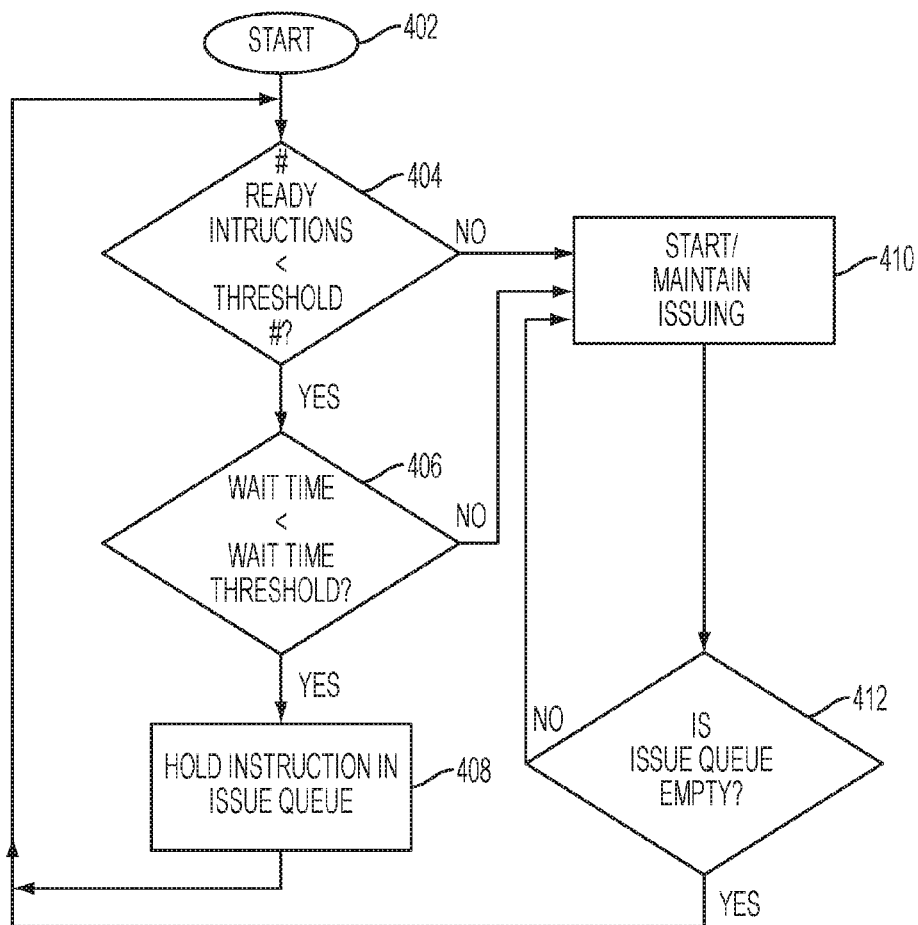 START
402
#
READY
INTRUCTIONS
<
THRESHOLD
#?
404
NO
YES
START/
MAINTAIN
ISSUING
410
WAIT TIME
<
WAIT TIME
THRESHOLD?
406
NO
YES
HOLD INSTRUCTION IN
ISSUE QUEUE
408
IS
ISSUE QUEUE
EMPTY?
412
NO
YES